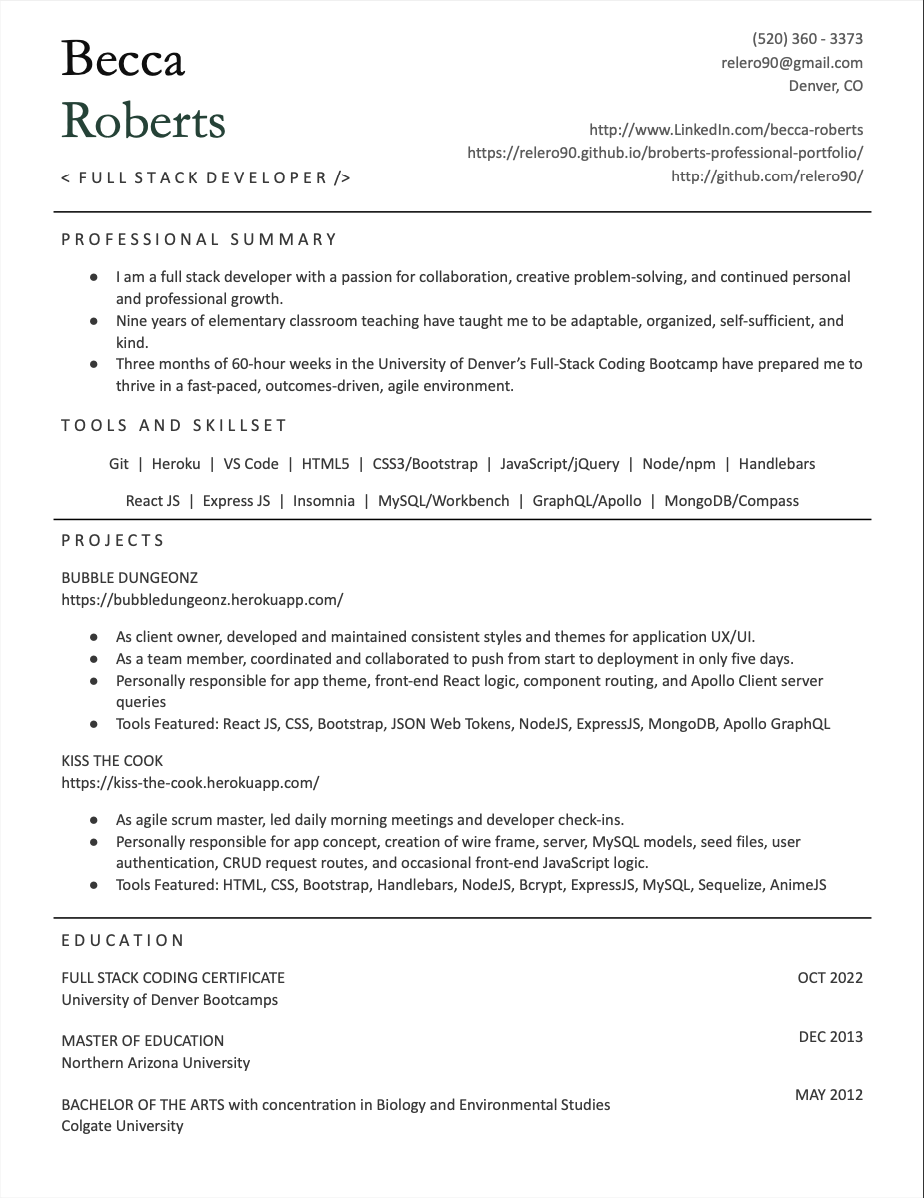 Becca
Roberts
< FULL STACK DEVELOPER />
(520) 360 - 3373
relero90@gmail.com
Denver, CO
http://www.LinkedIn.com/becca-roberts
https://relero90.github.io/broberts-professional-portfolio/
http://github.com/relero90/
PROFESSIONAL SUMMARY
● I am a full stack developer with a passion for collaboration, creative problem-solving, and continued personal
and professional growth.
● Nine years of elementary classroom teaching have taught me to be adaptable, organized, self-sufficient, and
kind.
● Three months of 60-hour weeks in the University of Denver’s Full-Stack Coding Bootcamp have prepared me to
thrive in a fast-paced, outcomes-driven, agile environment.
TOOLS AND SKILLSET
Git | Heroku | VS Code | HTML5 | CSS3/Bootstrap | JavaScript/jQuery | Node/npm | Handlebars
React JS | Express JS | Insomnia | MySQL/Workbench | GraphQL/Apollo | MongoDB/Compass
PROJECTS
BUBBLE DUNGEONZ
https://bubbledungeonz.herokuapp.com/
● As client owner, developed and maintained consistent styles and themes for application UX/UI.
● As a team member, coordinated and collaborated to push from start to deployment in only five days.
● Personally responsible for app theme, front-end React logic, component routing, and Apollo Client server
queries
● Tools Featured: React JS, CSS, Bootstrap, JSON Web Tokens, NodeJS, ExpressJS, MongoDB, Apollo GraphQL
KISS THE COOK
https://kiss-the-cook.herokuapp.com/
● As agile scrum master, led daily morning meetings and developer check-ins.
● Personally responsible for app concept, creation of wire frame, server, MySQL models, seed files, user
authentication, CRUD request routes, and occasional front-end JavaScript logic.
● Tools Featured: HTML, CSS, Bootstrap, Handlebars, NodeJS, Bcrypt, ExpressJS, MySQL, Sequelize, AnimeJS
EDUCATION
FULL STACK CODING CERTIFICATE OCT 2022
University of Denver Bootcamps
MASTER OF EDUCATION DEC 2013
Northern Arizona University
BACHELOR OF THE ARTS with concentration in Biology and Environmental Studies MAY 2012
Colgate University